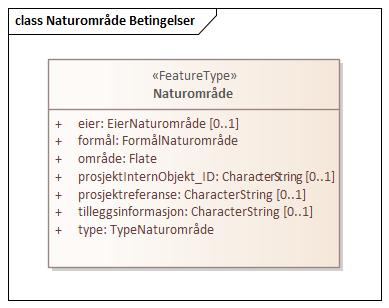 class Naturområde Betingelser
«FeatureType»
Naturområde
+ eier: EierNaturområde [0..1]
+ formål: FormålNaturområde
+ område: Flate
+ prosjektInternObjekt_ID: CharacterString [0..1]
+ prosjektreferanse: CharacterString [0..1]
+ tilleggsinformasjon: CharacterString [0..1]
+ type: TypeNaturområde